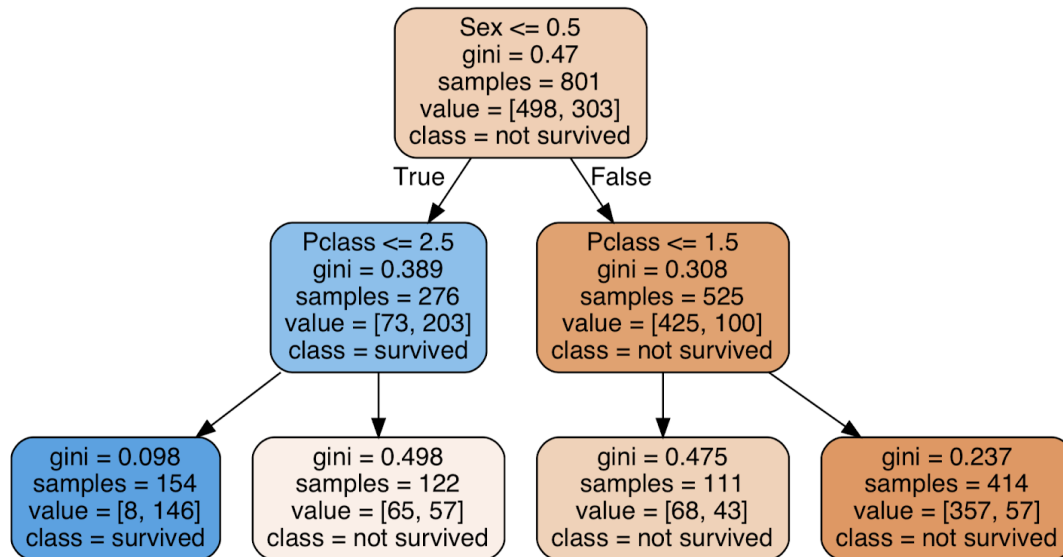 Sex <= 0.5
gini = 0.47
samples = 801
value = [498, 303]
class = not survived
True
False
Pclass <= 2.5
gini = 0.389
samples = 276
value = [73, 203]
class = survived
Pclass <= 1.5
gini = 0.308
samples = 525
value = [425, 100]
class = not survived
gini = 0.098
samples = 154
value = [8, 146]
class = survived
gini = 0.498
samples = 122
value = [65, 57]
class = not survived
gini = 0.475
samples = 111
value = [68, 43]
class = not survived
gini = 0.237
samples = 414
value = [357, 57]
class = not survived